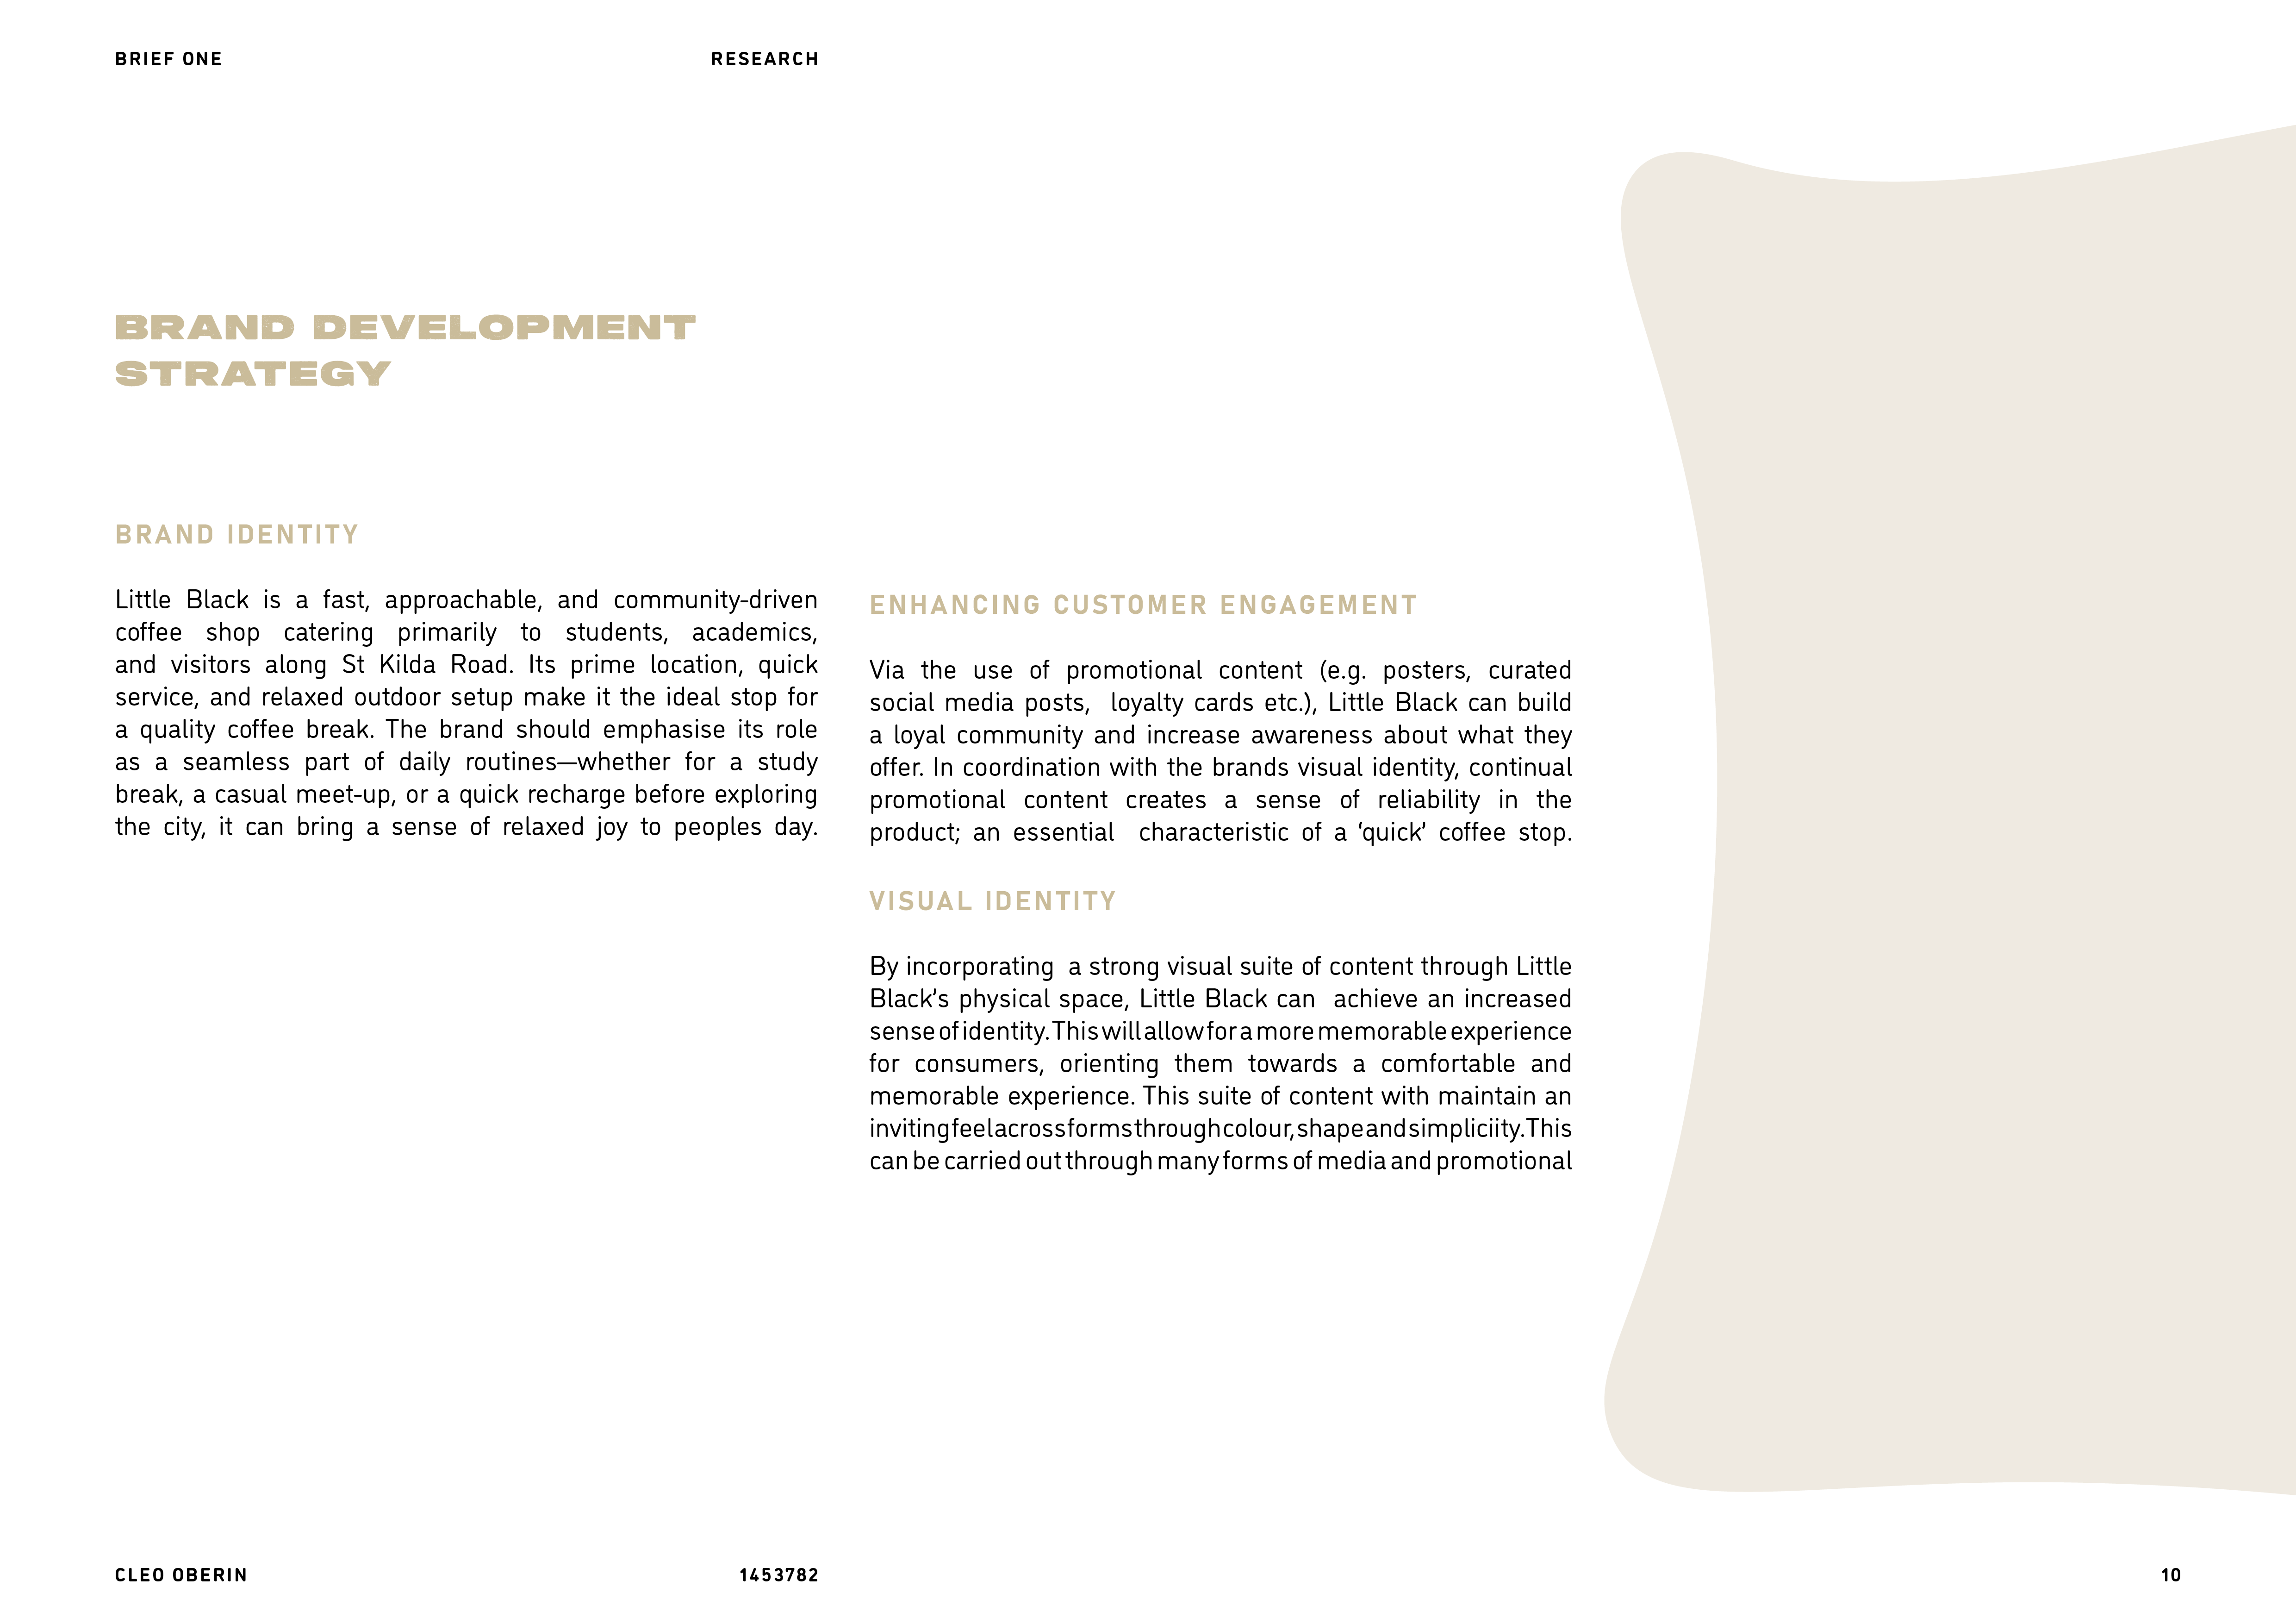 BRIEF ONE
RESEARCH
BRAND DEVELOPMENT
STRATEGY
BRAND IDENTITY
Little Black is a fast, approachable, and community-driven
coffee shop catering primarily to students, academics,
and visitors along St Kilda Road. Its prime location, quick
service, and relaxed outdoor setup make it the ideal stop for
a quality coffee break. The brand should emphasise its role
as a seamless part of daily routines—whether for a study
break, a casual meet-up, or a quick recharge before exploring
the city, it can bring a sense of relaxed joy to peoples day.
ENHANCING CUSTOMER ENGAGEMENT
Via the use of promotional content (e.g. posters, curated
social media posts, loyalty cards etc.), Little Black can build
a loyal community and increase awareness about what they
offer. In coordination with the brands visual identity, continual
promotional content creates a sense of reliability in the
product; an essential characteristic of a ‘quick’ coffee stop.
VISUAL IDENTITY
By incorporating a strong visual suite of content through Little
Black’s physical space, Little Black can achieve an increased
sense of identity. This will allow for a more memorable experience
for consumers, orienting them towards a comfortable and
memorable experience. This suite of content with maintain an
inviting feel across forms through colour, shape and simpliciity. This
can be carried out through many forms of media and promotional
CLEO OBERIN
1453782
10